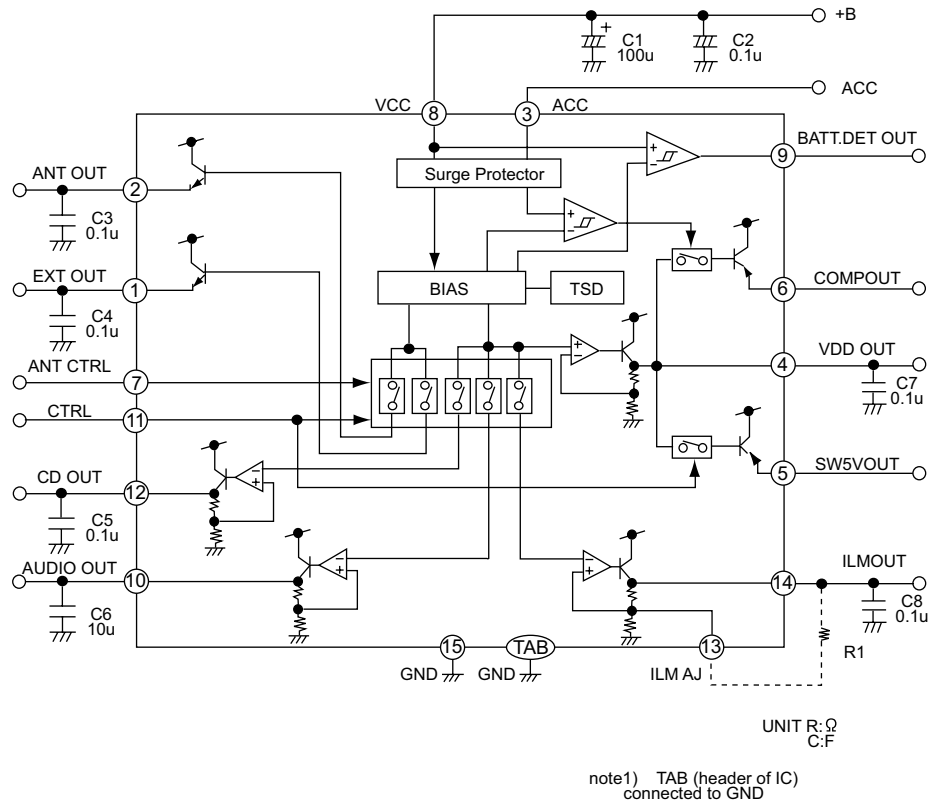 +B
C1
100u
+
C2
0.1u
ACC
VCC
8
3
ACC
BATT.DET OUT
9
+
−
Surge Protector
ANT OUT
2
C3
0.1u
+
−
EXT OUT
1
C4
0.1u
BIAS
TSD
COMPOUT
6
ANT CTRL
7
+
−
VDD OUT
4
C7
0.1u
CTRL
11
CD OUT
12
−
+
C5
0.1u
SW5VOUT
5
AUDIO OUT
10
−
+
C6
10u
−
+
ILMOUT
14
C8
0.1u
R1
15
TAB
13
GND
GND
ILM AJ
UNIT R:Ω
C:F
note1) TAB (header of IC)
connected to GND